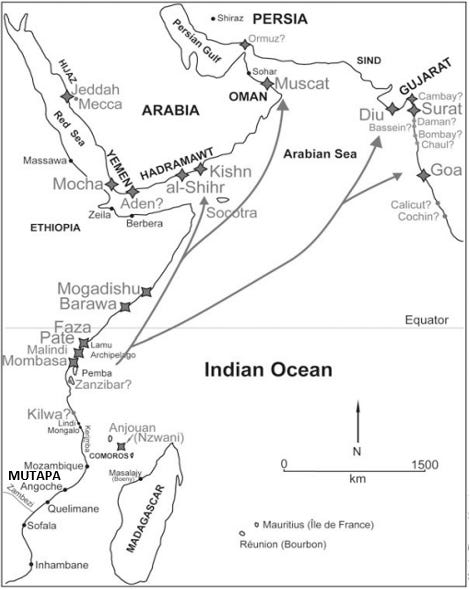 Shiraz
PERSIA
Persian Gulf
Ormuz?
Sohar
SIND
GUJARAT
HIJAZ
Jeddah
Mecca
Muscat
OMAN
Cambay?
Surat
Diu
Daman?
Bassein?
Bombay?
Chaul?
ARABIA
Red Sea
Arabian Sea
Massawa
YEMEN
HADRAMAWT
Kishn
al-Shihr
Goa
Mocha
Aden?
Socotra
Zeila
Berbera
Calicut?
Cochin?
ETHIOPIA
Mogadishu
Barawa
Equator
Faza
Pate
Lamu
Archipelago
Malindi
Mombasa
Pemba
Zanzibar?
Indian Ocean
Kilwa?
Lindi
Mongalo
Kerimba
Anjouan
(Nzwani)
COMOROS
N
0
1500
km
Mozambique
Masalaj
(Boeny)
MUTAPA
Angoche
Zambezi
Quelimane
MADAGASCAR
Sofala
Mauritius (Île de France)
Réunion (Bourbon)
Inhambane